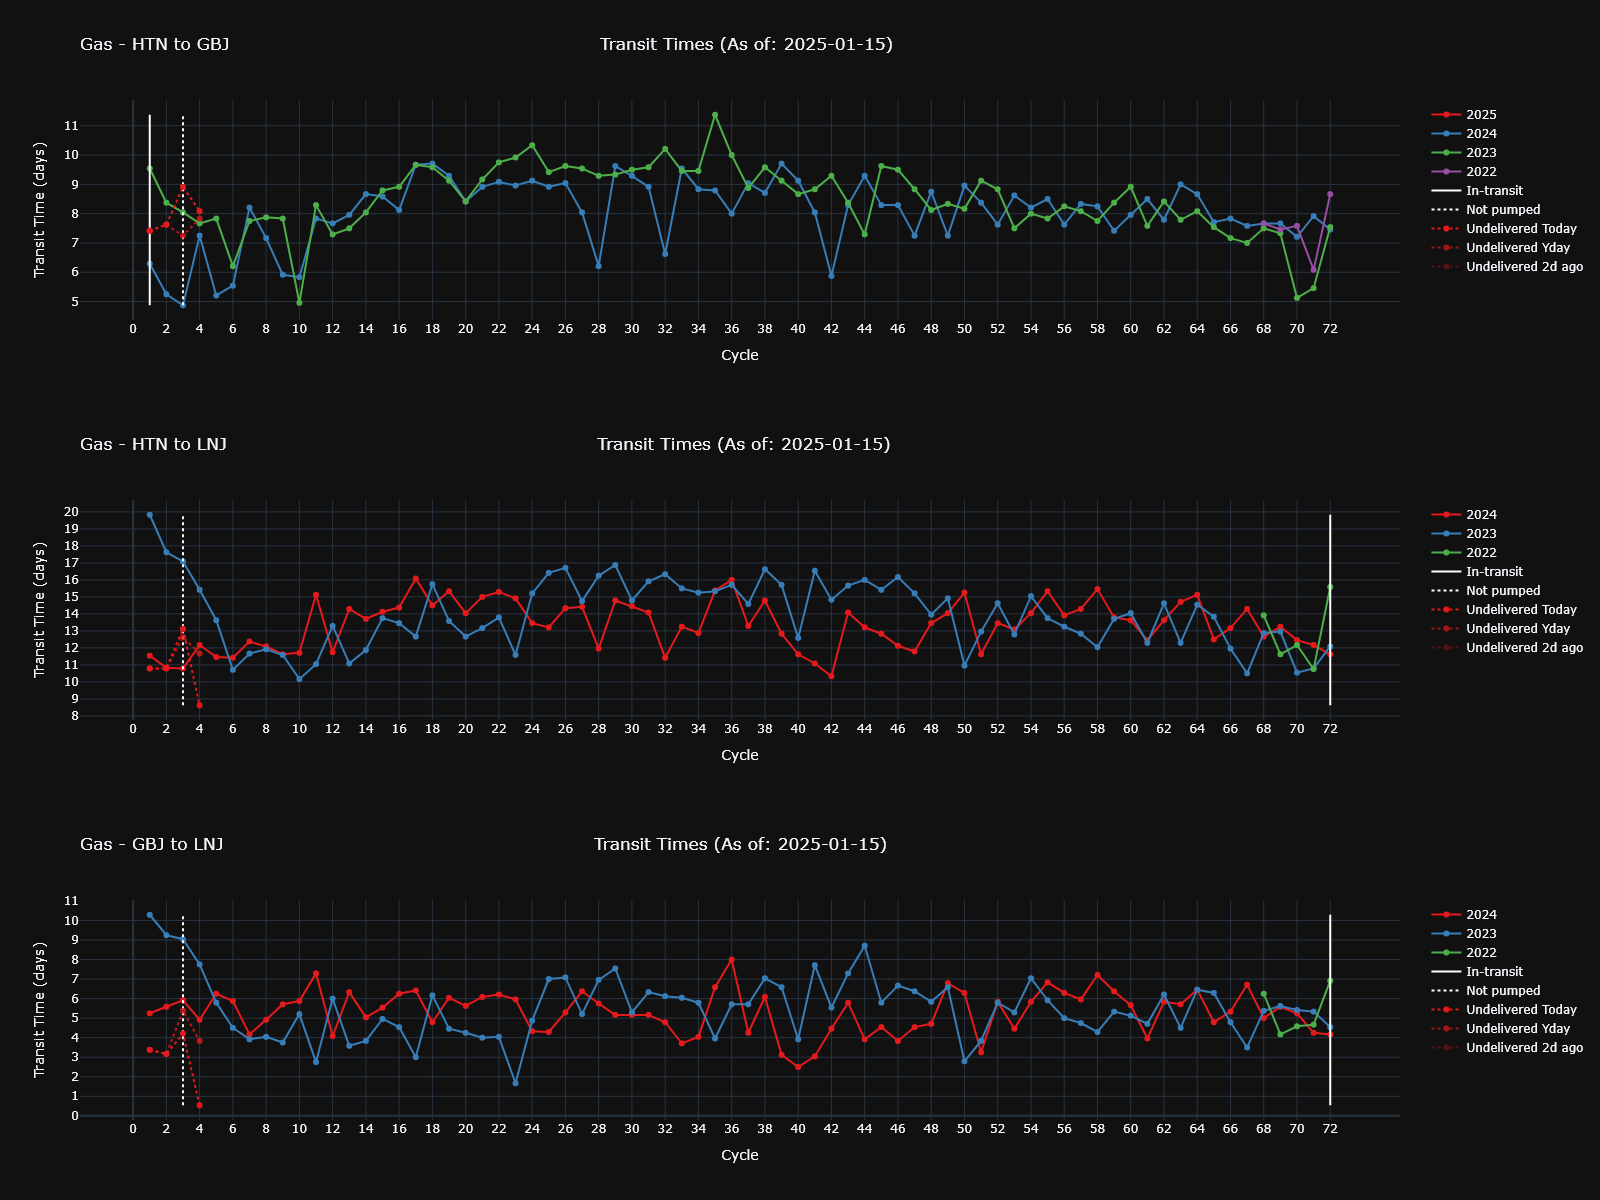 Gas - HTN to GBJ
Transit Times (As of: 2025-01-15)
Transit Time (days)
11
10
9
8
7
6
5
0 2 4 6 8 10 12 14 16 18 20 22 24 26 28 30 32 34 36 38 40 42 44 46 48 50 52 54 56 58 60 62 64 66 68 70 72
Cycle
2025
2024
2023
2022
In-transit
Not pumped
Undelivered Today
Undelivered Yday
Undelivered 2d ago
Gas - HTN to LNJ
Transit Times (As of: 2025-01-15)
Transit Time (days)
20
19
18
17
16
15
14
13
12
11
10
9
8
0 2 4 6 8 10 12 14 16 18 20 22 24 26 28 30 32 34 36 38 40 42 44 46 48 50 52 54 56 58 60 62 64 66 68 70 72
Cycle
2024
2023
2022
In-transit
Not pumped
Undelivered Today
Undelivered Yday
Undelivered 2d ago
Gas - GBJ to LNJ
Transit Times (As of: 2025-01-15)
Transit Time (days)
11
10
9
8
7
6
5
4
3
2
1
0
0 2 4 6 8 10 12 14 16 18 20 22 24 26 28 30 32 34 36 38 40 42 44 46 48 50 52 54 56 58 60 62 64 66 68 70 72
Cycle
2024
2023
2022
In-transit
Not pumped
Undelivered Today
Undelivered Yday
Undelivered 2d ago